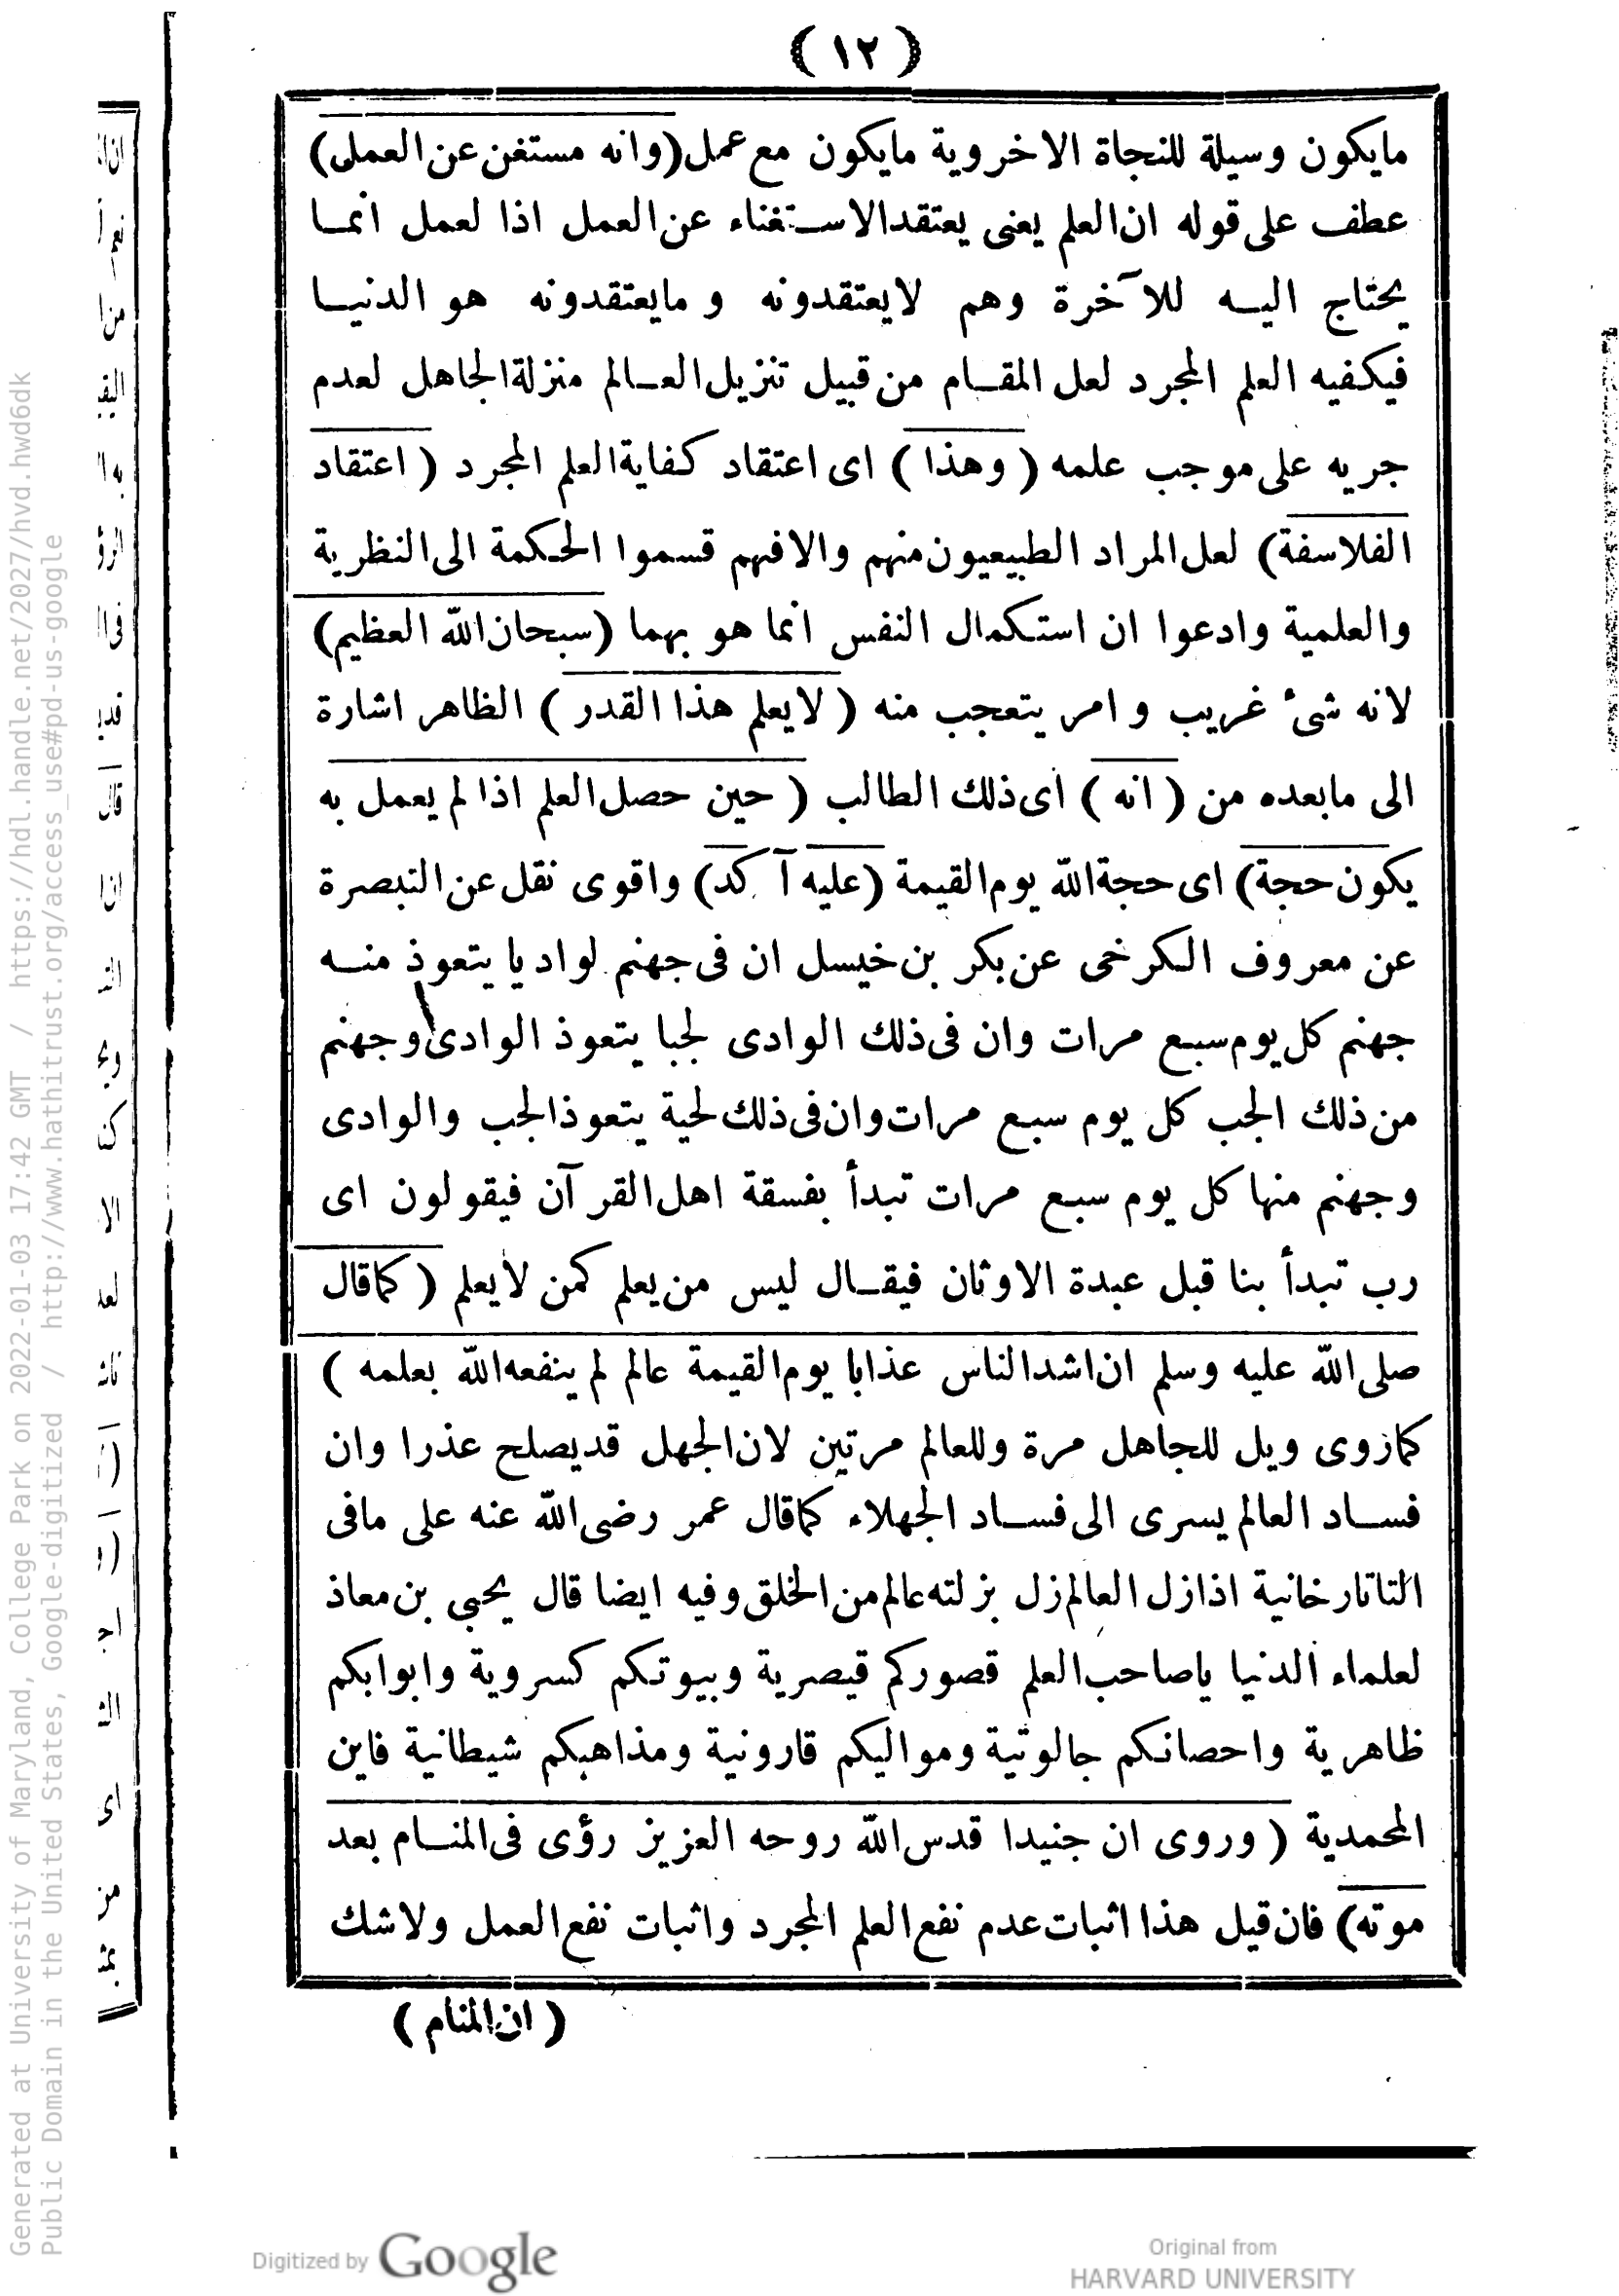 ( ١٢ )
مايكون وسيلة للنجاة الاخروية مايكون مع عمل (وانه مستغن عن العمل)
عطف على قوله ان العلم يعنى يعتقد الاستغناء عن العمل اذا لعمل انما
يحتاج اليه للآخرة وهم لايعتقدونه و مايعتقدونه هو الدنيا
فيكفيه العلم المجرد لعل المقام من قبيل تنزيل العالم منزلة الجاهل لعدم
جريه على موجب علمه ( وهذا ) اى اعتقاد كفاية العلم المجرد ( اعتقاد
الفلاسفة) لعل المراد الطبيعيون منهم والافهم قسموا الحكمة الى النظرية
والعلمية وادعوا ان استكمال النفس انما هو بهما (سبحان الله العظيم)
لانه شئ غريب و امر يتعجب منه ( لايعلم هذا القدر ) الظاهر اشارة
الى مابعده من ( انه ) اى ذلك الطالب ( حين حصل العلم اذا لم يعمل به
يكون حجة) اى حجة الله يوم القيمة (عليه آ كد) واقوى نقل عن التبصرة
عن معروف الكرخى عن بكر بن خيسل ان فى جهنم لواديا يتعوذ منه
جهنم كل يوم سبع مرات وان فى ذلك الوادى لجبا يتعوذ الوادى وجهنم
من ذلك الجب كل يوم سبع مرات وان فى ذلك لحية يتعوذ الجب والوادى
وجهنم منها كل يوم سبع مرات تبدأ بفسقة اهل القرآن فيقولون اى
رب تبدأ بنا قبل عبدة الاوثان فيقال ليس من يعلم كمن لايعلم ( كماقال
صلى الله عليه وسلم ان اشد الناس عذابا يوم القيمة عالم لم ينفعه الله بعلمه )
كمازوى ويل للجاهل مرة وللعالم مرتين لان الجهل قديصلح عذرا وان
فساد العالم يسرى الى فساد الجهلاء كماقال عمر رضى الله عنه على مافى
التاتارخانية اذازل العالم زل بزلته عالم من الخلق وفيه ايضا قال يحيى بن معاذ
لعلماء الدنيا ياصاحب العلم قصوركم قيصرية وبيوتكم كسروية وابوابكم
ظاهرية واحصانكم جالوتية ومواليكم قارونية ومذاهبكم شيطانية فاين
المحمدية ( وروى ان جنيدا قدس الله روحه العزيز رؤى فى المنام بعد
موته) فان قيل هذا اثبات عدم نفع العلم المجرد واثبات نفع العمل ولاشك
( ان المنام )
Generated at University of Maryland, College Park on 2022-01-03 17:42 GMT / https://hdl.handle.net/2027/hvd.hwd6dk
Public Domain in the United States, Google-digitized / http://www.hathitrust.org/access_use#pd-us-google
Digitized by Google
Original from
HARVARD UNIVERSITY